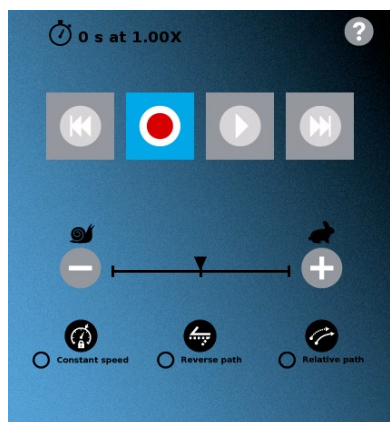 0 s at 1.00X
?
Constant speed
Reverse path
Relative path